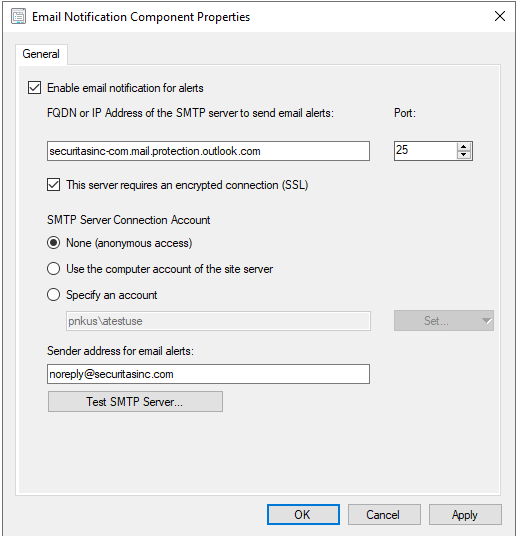 Email Notification Component Properties
General
Enable email notification for alerts
FQDN or IP Address of the SMTP server to send email alerts: Port:
securitasinc-com.mail.protection.outlook.com 25
This server requires an encrypted connection (SSL)
SMTP Server Connection Account
None (anonymous access)
Use the computer account of the site server
Specify an account
pnkus\atestuse Set...
Sender address for email alerts:
noreply@securitasinc.com
Test SMTP Server...
OK Cancel Apply